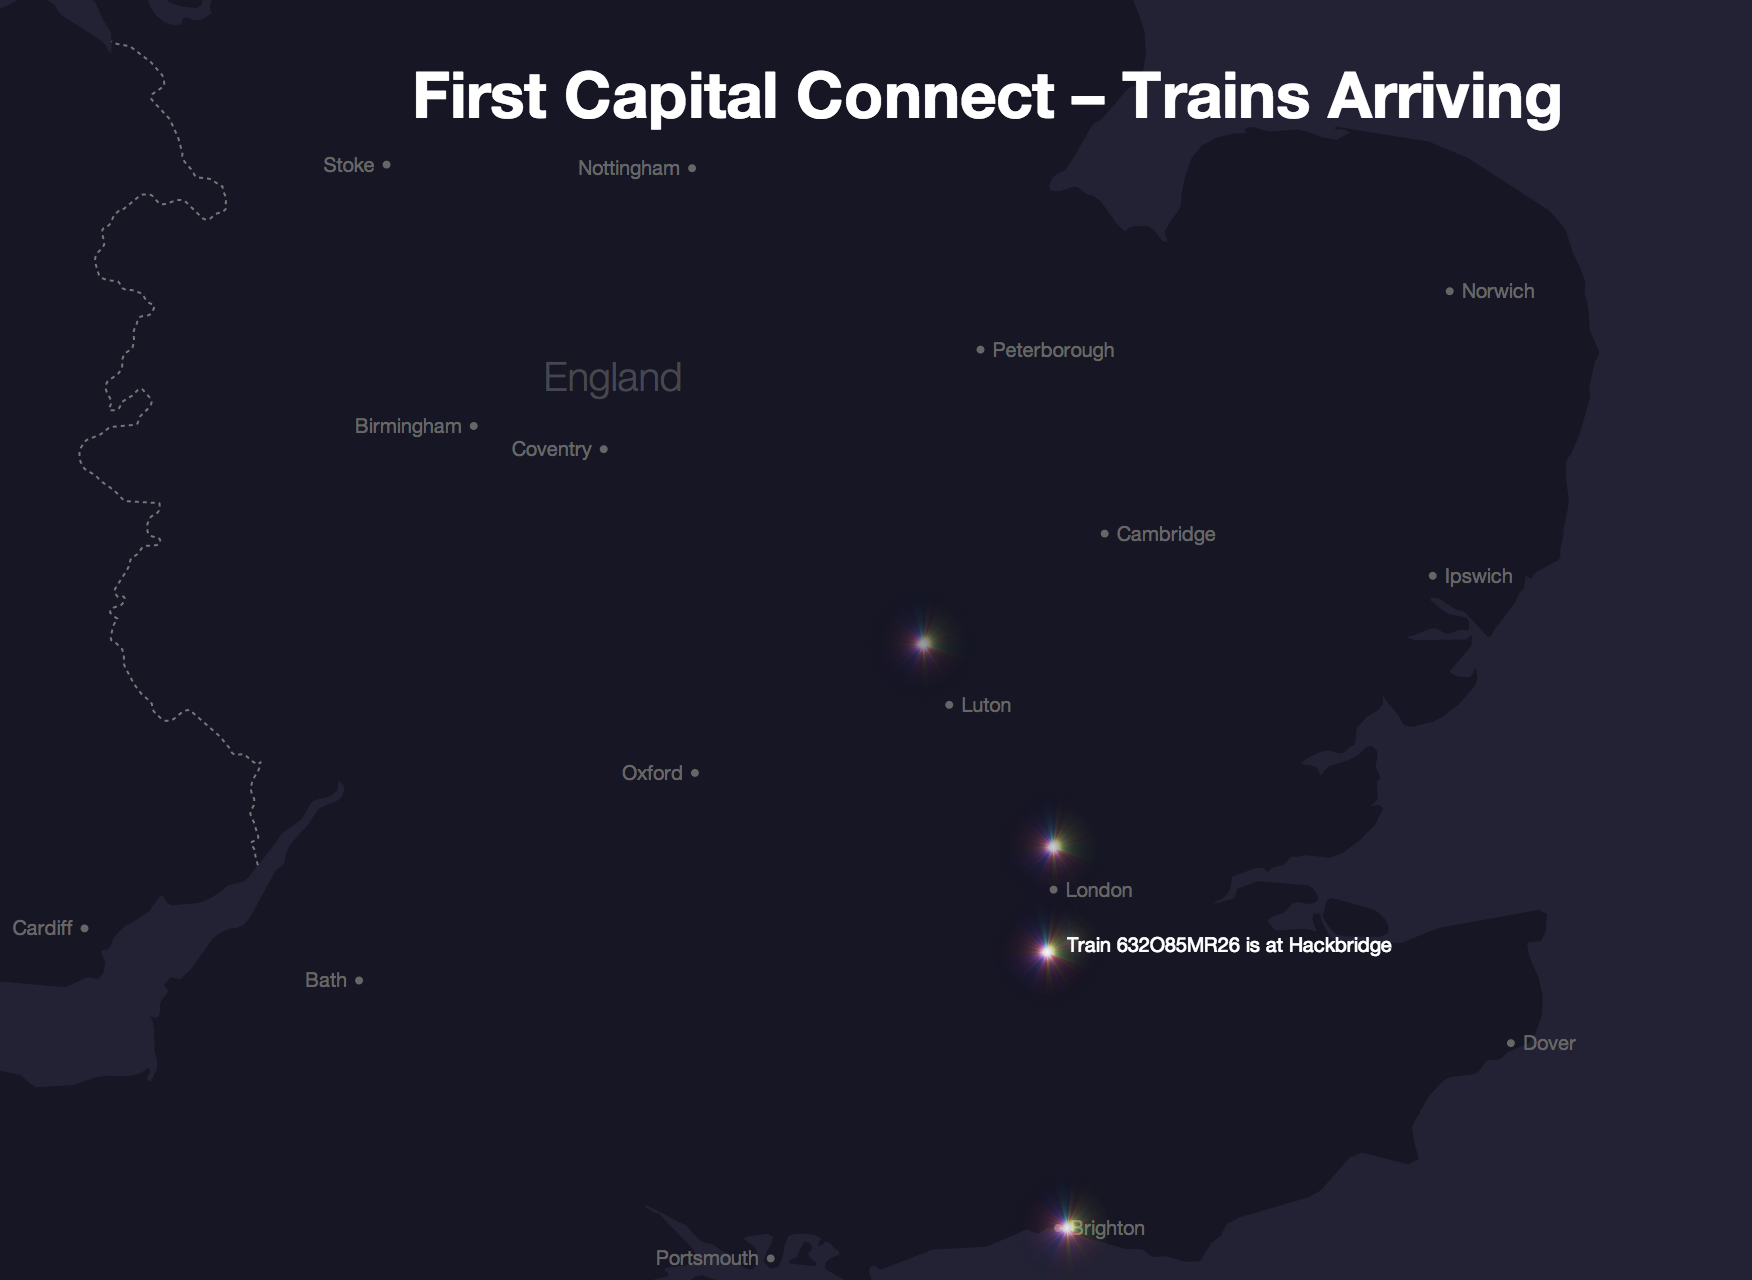 First Capital Connect – Trains Arriving
Stoke
Nottingham
Norwich
Peterborough
England
Birmingham
Coventry
Cambridge
Ipswich
Luton
Oxford
London
Cardiff
Train 632O85MR26 is at Hackbridge
Bath
Dover
Brighton
Portsmouth